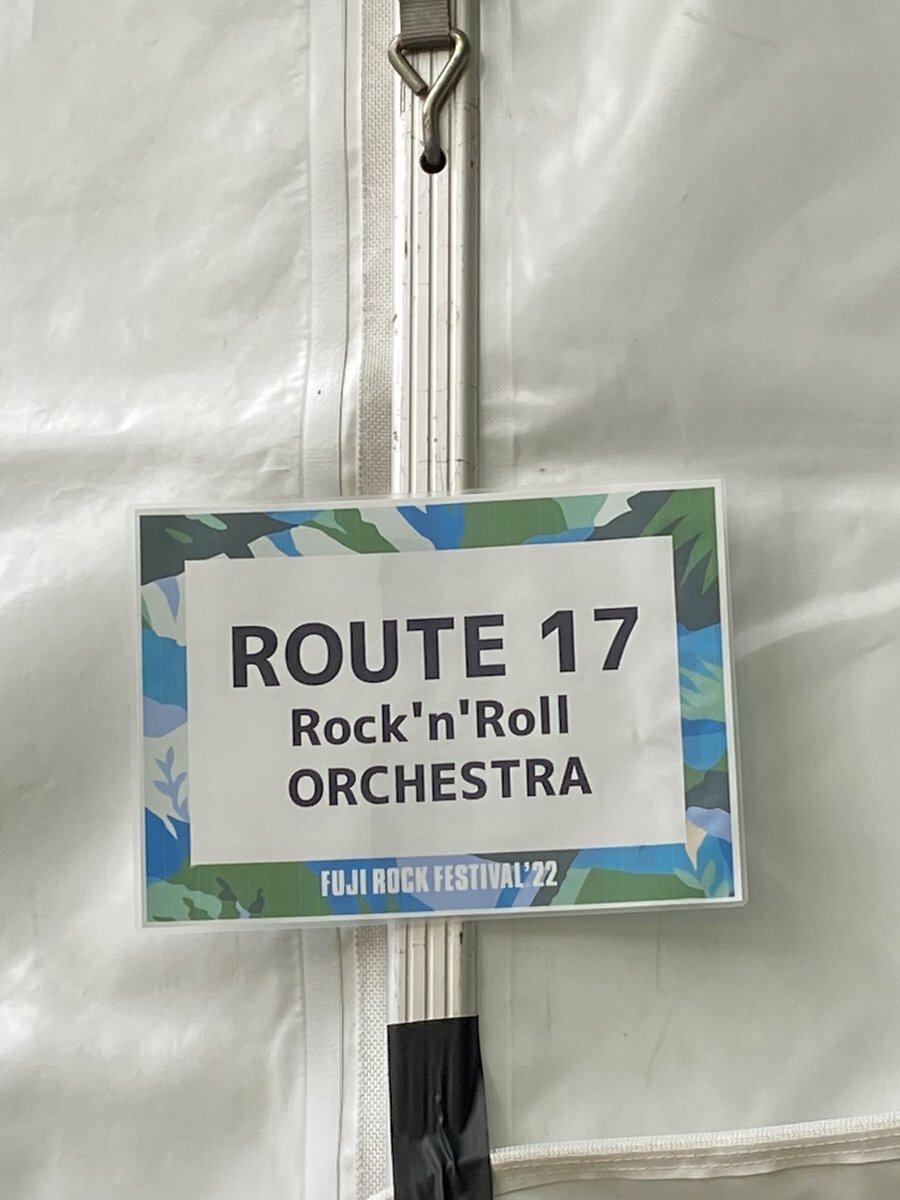 ROUTE 17
Rock'n'Roll
ORCHESTRA
FUJI ROCK FESTIVAL'22